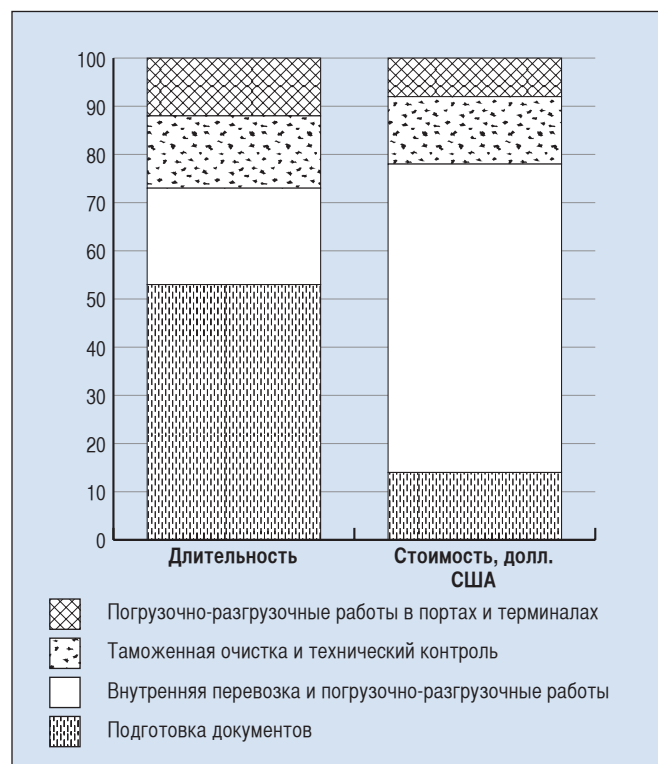 100
90
80
70
60
50
40
30
20
10
0
Длительность
Стоимость, долл.
США
Погрузочно-разгрузочные работы в портах и терминалах
Таможенная очистка и технический контроль
Внутренняя перевозка и погрузочно-разгрузочные работы
Подготовка документов